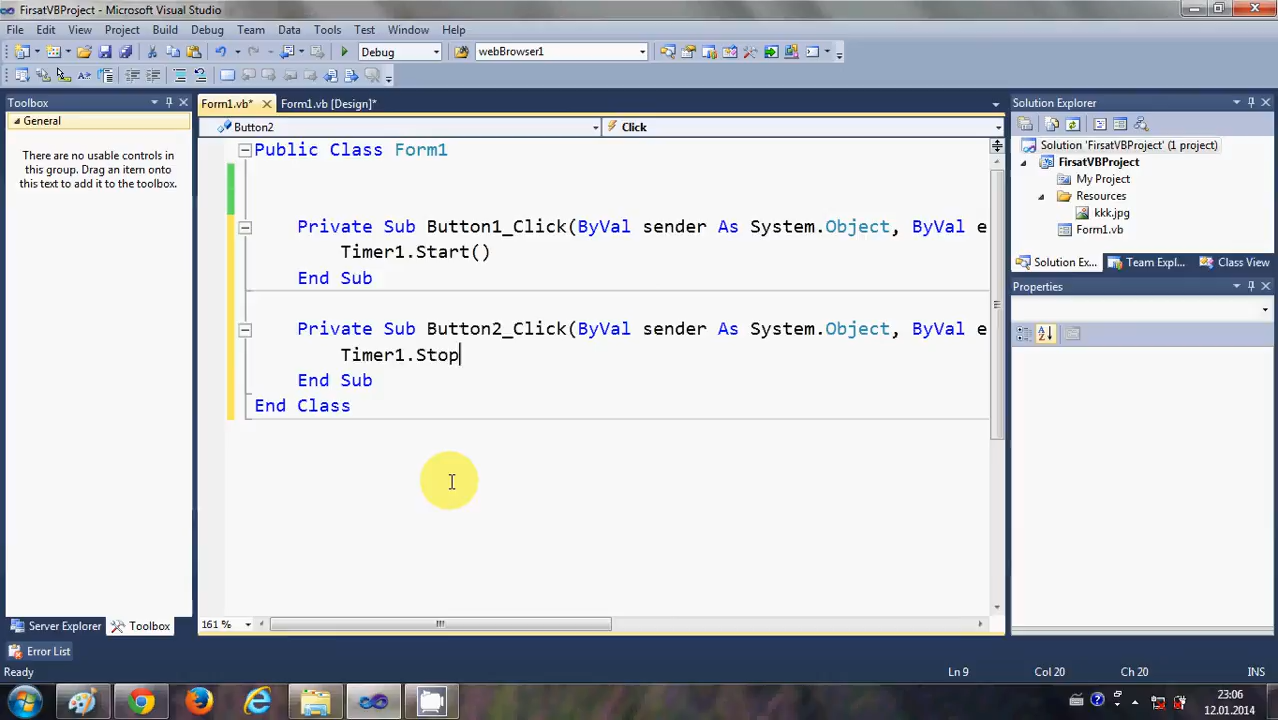 FirsatVBProject - Microsoft Visual Studio
File Edit View Project Build Debug Team Data Tools Test Window Help
Debug webBrowser1
Toolbox
General
There are no usable controls in
this group. Drag an item onto
this text to add it to the toolbox.
Server Explorer Toolbox
Form1.vb* Form1.vb [Design]*
Button2 Click
Public Class Form1
Private Sub Button1_Click(ByVal sender As System.Object, ByVal e
Timer1.Start()
End Sub
Private Sub Button2_Click(ByVal sender As System.Object, ByVal e
Timer1.Stop
End Sub
End Class
161 %
Solution Explorer
Solution 'FirsatVBProject' (1 project)
FirsatVBProject
My Project
Resources
kkk.jpg
Form1.vb
Solution Ex... Team Expl... Class View
Properties
Error List
Ready Ln 9 Col 20 Ch 20 INS
23:06
12.01.2014